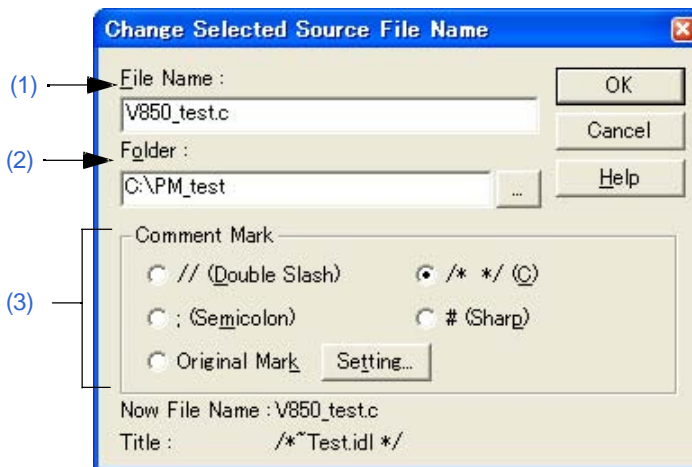 Change Selected Source File Name
(1)
File Name :
OK
V850_test.c
Cancel
(2)
Folder :
Help
C:\PM_test
...
(3)
Comment Mark
// (Double Slash)
/* */ (C)
; (Semicolon)
# (Sharp)
Original Mark
Setting...
Now File Name : V850_test.c
Title : /*~Test.idl */